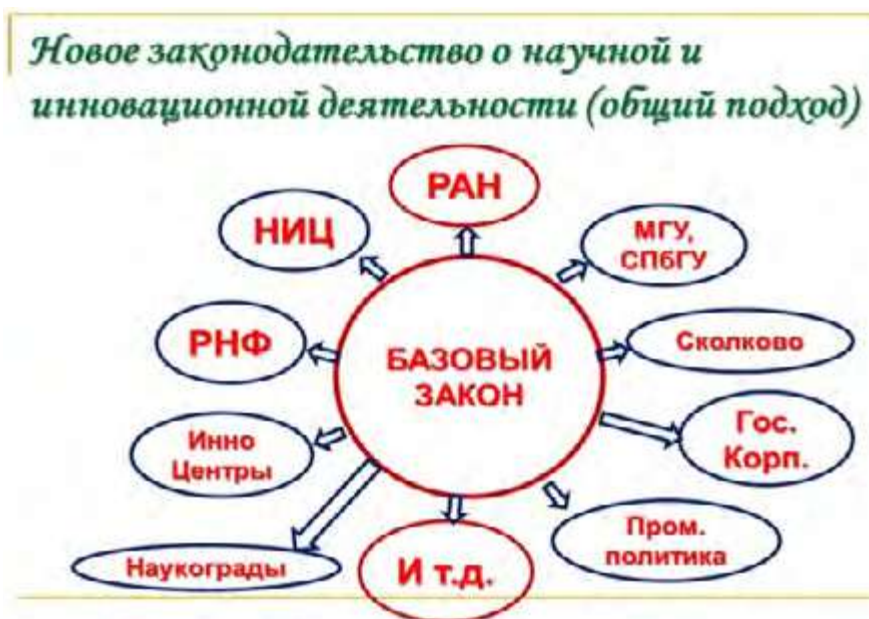 Новое законодательство о научной и
инновационной деятельности (общий подход)
РАН
НИЦ
МГУ,
СПбГУ
РНФ
БАЗОВЫЙ
ЗАКОН
Сколково
Инно
Центры
Гос.
Корп.
Наукограды
И т.д.
Пром.
политика